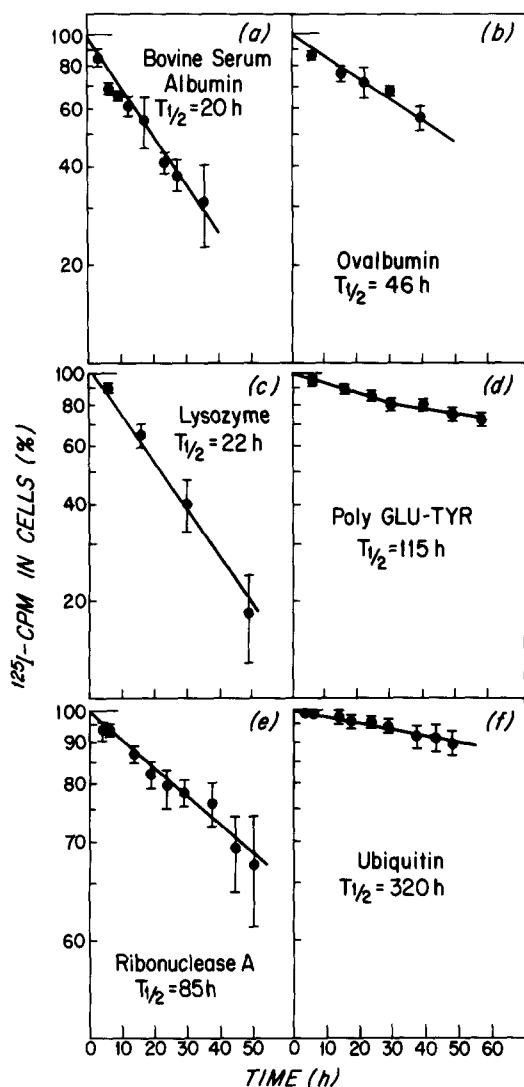 (a)
Bovine Serum
Albumin
T1/2 = 20 h
100
80
60
40
20
(b)
Ovalbumin
T1/2 = 46 h
(c)
Lysozyme
T1/2 = 22 h
100
80
60
40
20
(d)
Poly GLU-TYR
T1/2 = 115 h
(e)
Ribonuclease A
T1/2 = 85 h
100
90
80
70
60
(f)
Ubiquitin
T1/2 = 320 h
125I-CPM IN CELLS (%)
0 10 20 30 40 50
0 10 20 30 40 50 60
TIME (h)